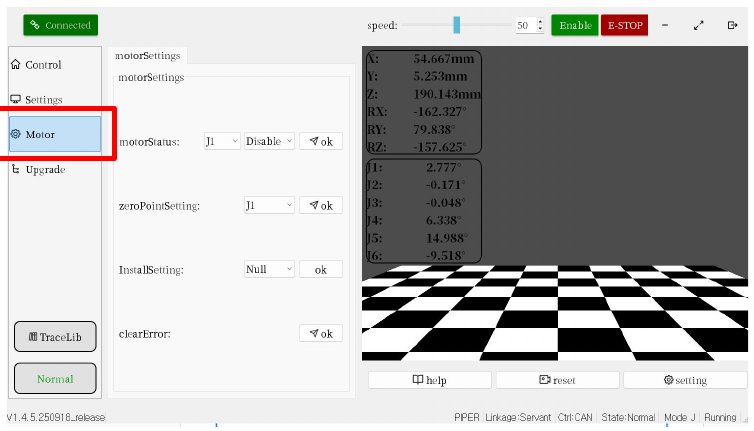 Connected
speed: 50 Enable E-STOP
Control
Settings
Motor
Upgrade
TraceLib
Normal
motorSettings
motorSettings
motorStatus: J1 Disable ok
zeroPointSetting: J1 ok
InstallSetting: Null ok
clearError: ok
X: 54.667mm
Y: 5.253mm
Z: 190.143mm
RX: -162.327°
RY: 79.838°
RZ: -157.625°
J1: 2.777°
J2: -0.171°
J3: -0.048°
J4: 6.338°
J5: 14.988°
J6: -9.518°
help reset setting
V1.4.5.250918_release PIPER Linkage:Servant Ctrl:CAN State:Normal Mode J Running